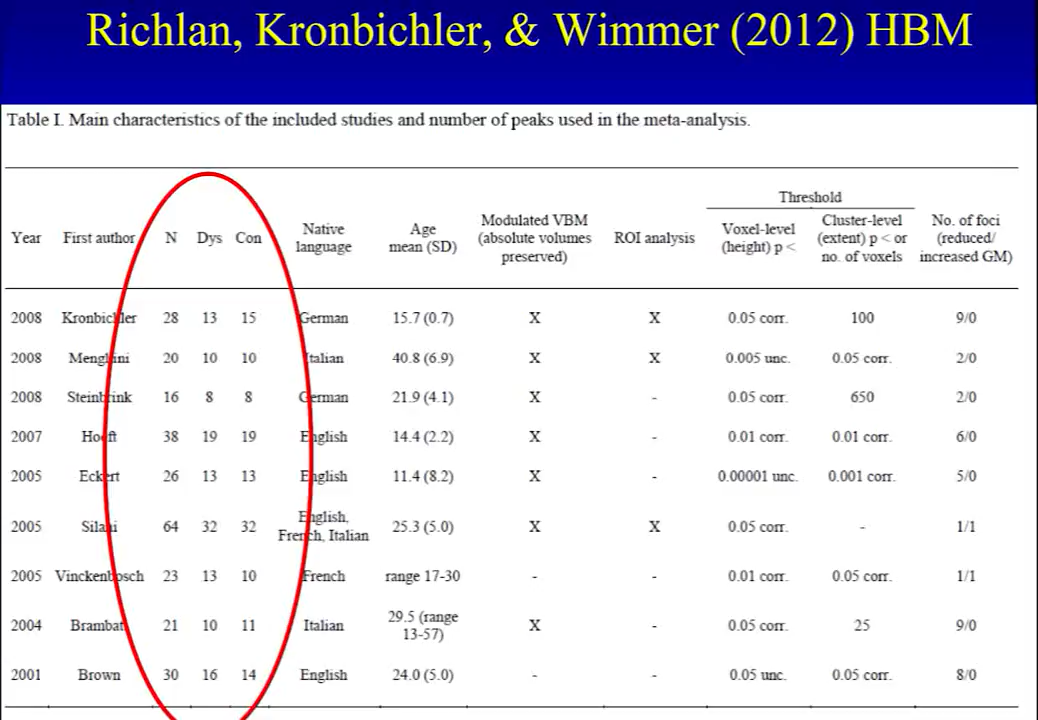 Richlan, Kronbichler, & Wimmer (2012) HBM
Table I. Main characteristics of the included studies and number of peaks used in the meta-analysis.
Threshold
Year First author N Dys Con Native language Age mean (SD) Modulated VBM (absolute volumes preserved) ROI analysis Voxel-level (height) p < Cluster-level (extent) p < or no. of voxels No. of foci (reduced/ increased GM)
2008 Kronbichler 28 13 15 German 15.7 (0.7) X X 0.05 corr. 100 9/0
2008 Menghini 20 10 10 Italian 40.8 (6.9) X X 0.005 unc. 0.05 corr. 2/0
2008 Steinbrink 16 8 8 German 21.9 (4.1) X - 0.05 corr. 650 2/0
2007 Hoeft 38 19 19 English 14.4 (2.2) X - 0.01 corr. 0.01 corr. 6/0
2005 Eckert 26 13 13 English 11.4 (8.2) X - 0.00001 unc. 0.001 corr. 5/0
2005 Silani 64 32 32 English, French, Italian 25.3 (5.0) X X 0.05 corr. - 1/1
2005 Vinckenbosch 23 13 10 French range 17-30 - - 0.01 corr. 0.05 corr. 1/1
2004 Brambati 21 10 11 Italian 29.5 (range 13-57) X - 0.05 corr. 25 9/0
2001 Brown 30 16 14 English 24.0 (5.0) - - 0.05 unc. 0.05 corr. 8/0